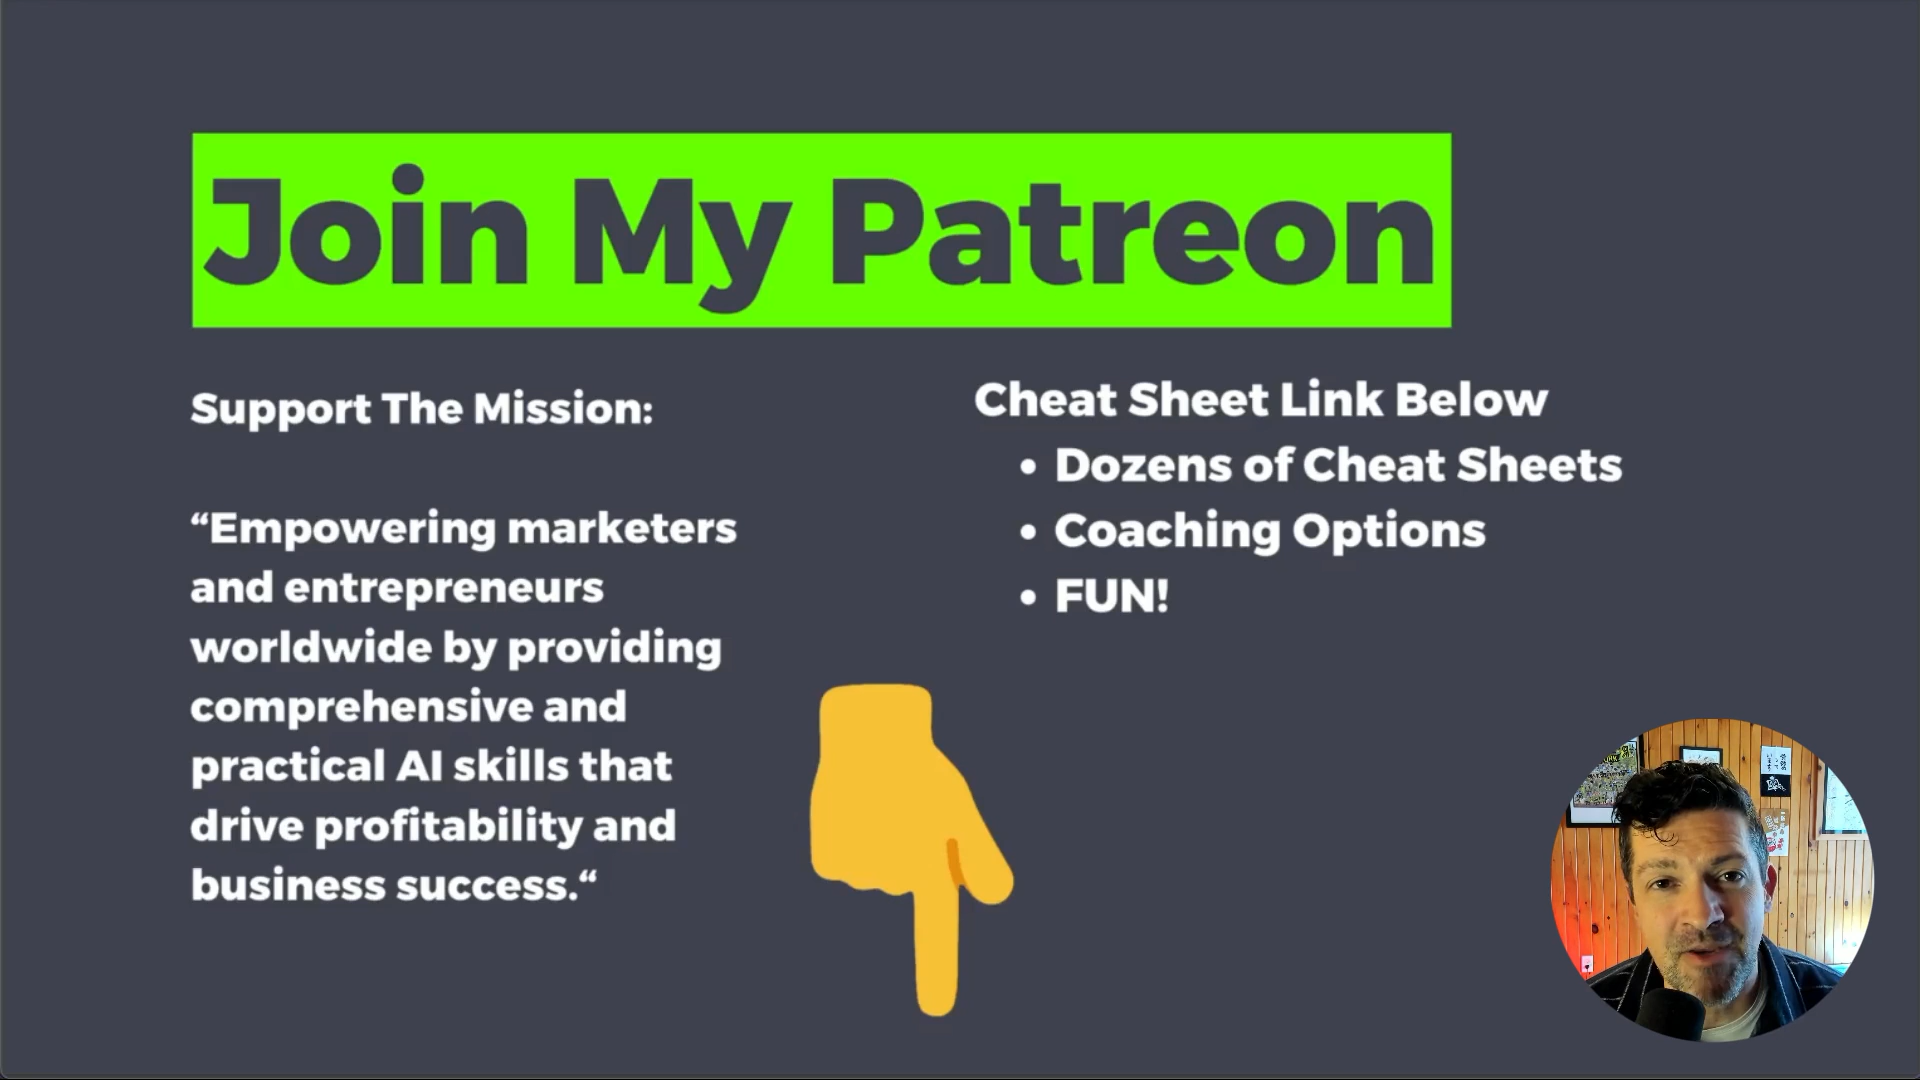 Join My Patreon
Support The Mission:
“Empowering marketers
and entrepreneurs
worldwide by providing
comprehensive and
practical AI skills that
drive profitability and
business success.“
Cheat Sheet Link Below
• Dozens of Cheat Sheets
• Coaching Options
• FUN!